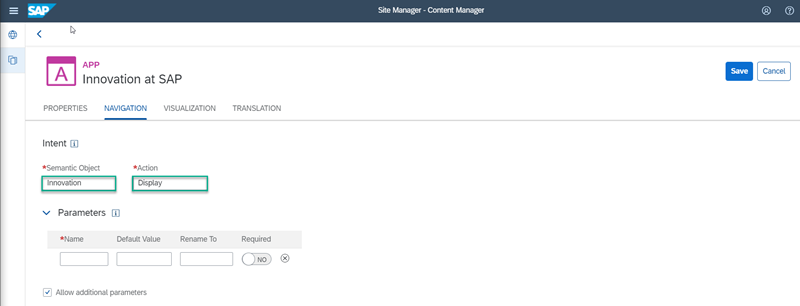 SAP Site Manager - Content Manager
A
APP
Innovation at SAP
Save Cancel
PROPERTIES NAVIGATION VISUALIZATION TRANSLATION
Intent
*Semantic Object *Action
Innovation Display
Parameters
*Name Default Value Rename To Required
NO
Allow additional parameters